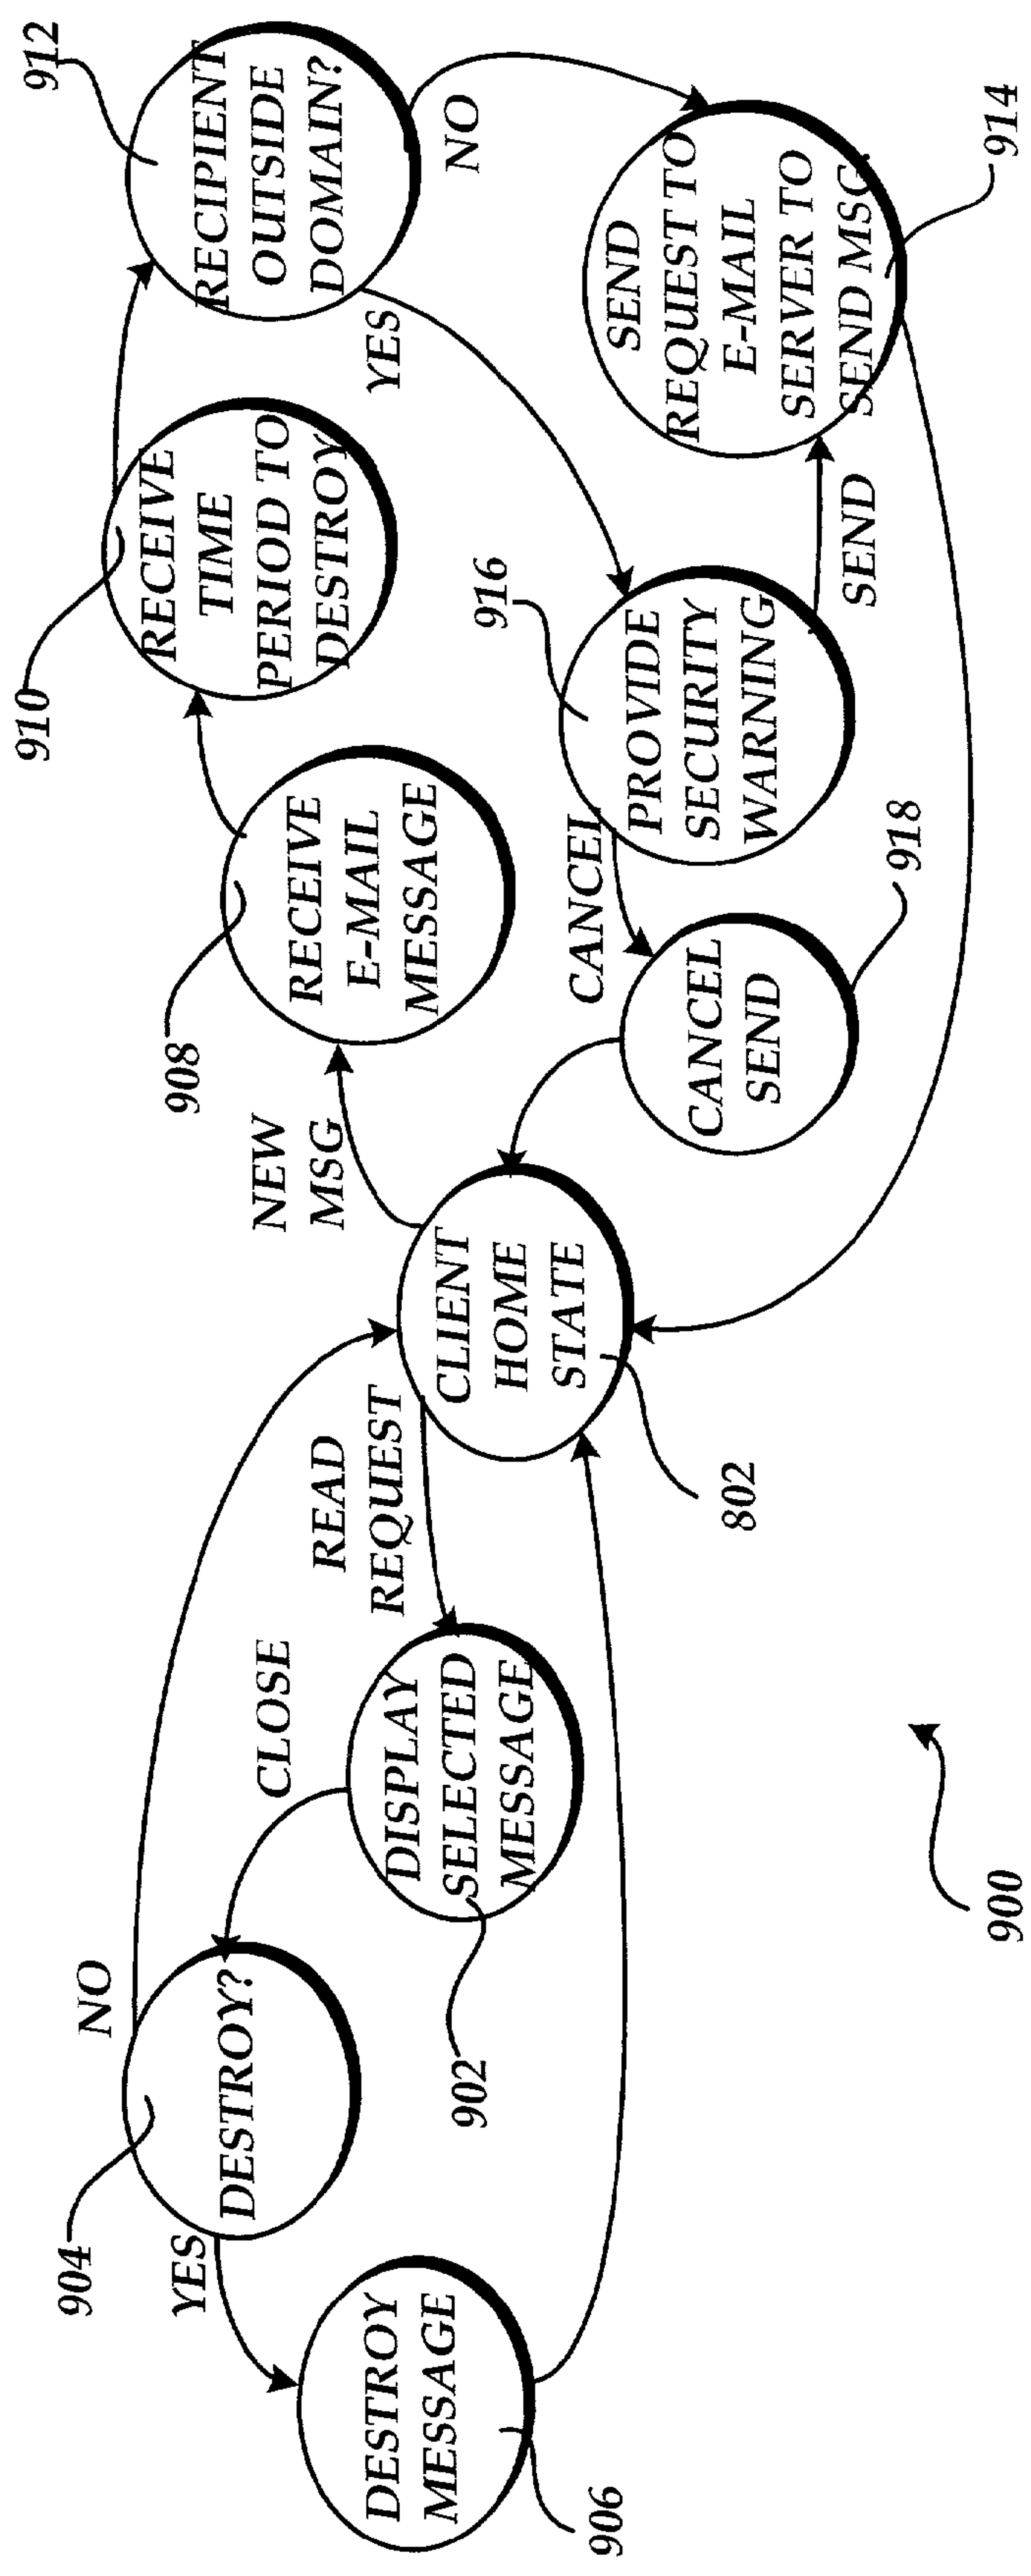 912
RECIPIENT
OUTSIDE
DOMAIN?
NO
910
RECEIVE
TIME
PERIOD TO
DESTROY
YES
SEND
REQUEST TO
E-MAIL
SERVER TO
SEND MSG
914
908
RECEIVE
E-MAIL
MESSAGE
916
PROVIDE
SECURITY
WARNING
SEND
CANCEL
CANCEL
SEND
918
NEW
MSG
CLIENT
HOME
STATE
802
READ
REQUEST
DISPLAY
SELECTED
MESSAGE
902
CLOSE
NO
DESTROY?
904
YES
DESTROY
MESSAGE
906
900